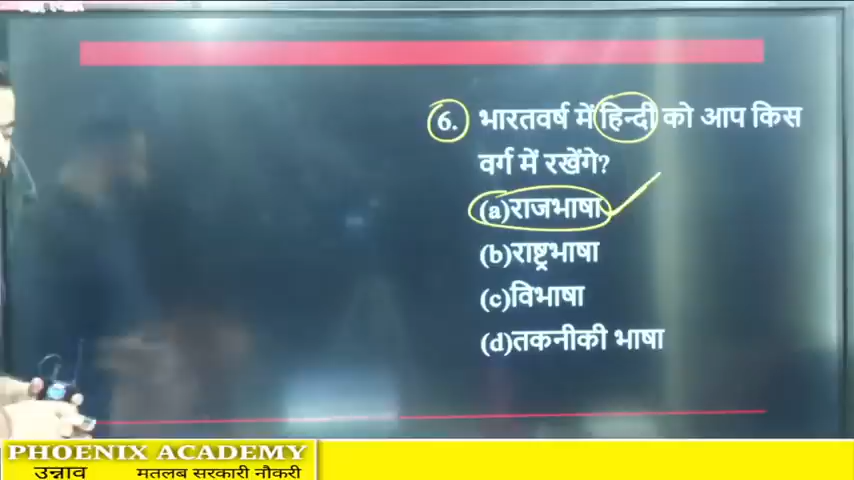 6. भारतवर्ष में हिन्दी को आप किस
वर्ग में रखेंगे?
(a)राजभाषा
(b)राष्ट्रभाषा
(c)विभाषा
(d)तकनीकी भाषा
PHOENIX ACADEMY
उन्नाव मतलब सरकारी नौकरी